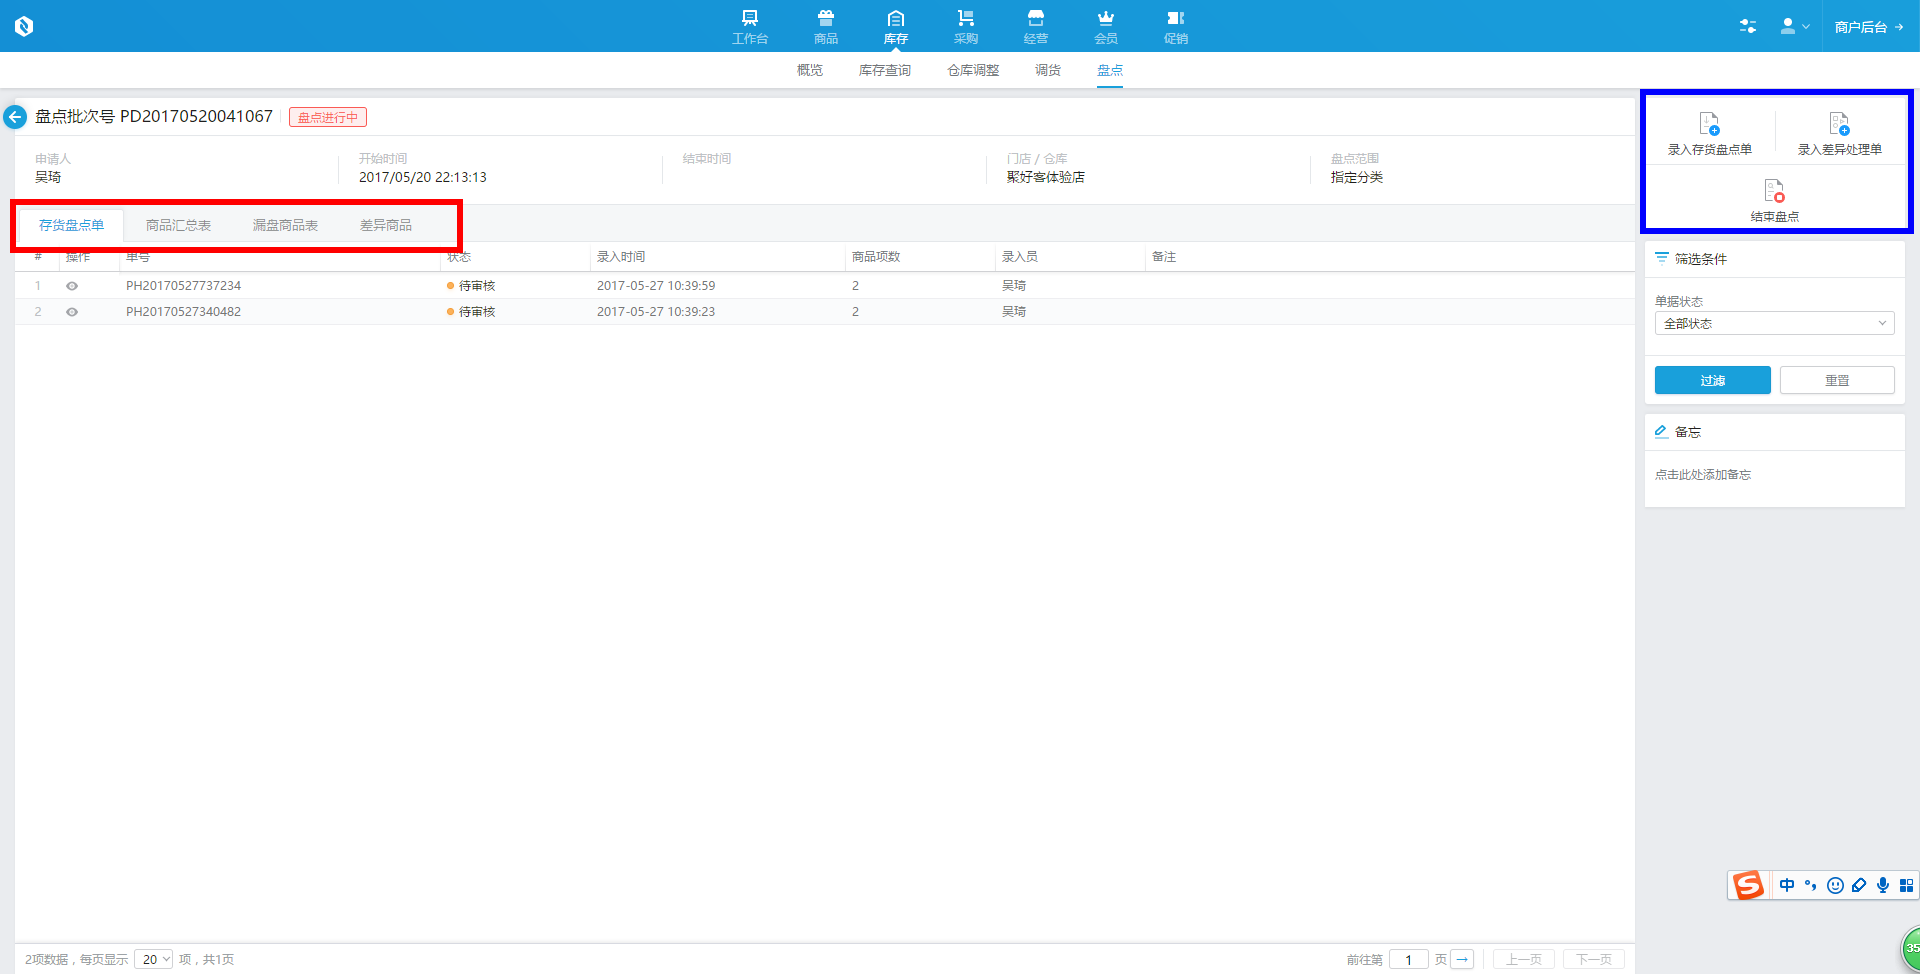 工作台 商品 库存 采购 经营 会员 促销 商户后台 →
概览 库存查询 仓库调整 调货 盘点
盘点批次号 PD20170520041067 盘点进行中
申请人 开始时间 结束时间 门店 / 仓库 盘点范围
吴琦 2017/05/20 22:13:13 聚好客体验店 指定分类
存货盘点单 商品汇总表 漏盘商品表 差异商品
# 操作 单号 状态 录入时间 商品项数 录入员 备注
1 PH20170527737234 待审核 2017-05-27 10:39:59 2 吴琦
2 PH20170527340482 待审核 2017-05-27 10:39:23 2 吴琦
录入存货盘点单 录入差异处理单
结束盘点
筛选条件
单据状态
全部状态
过滤 重置
备忘
点击此处添加备忘
中 °,
35
2项数据，每页显示 20 项，共1页 前往第 1 页 → 上一页 下一页